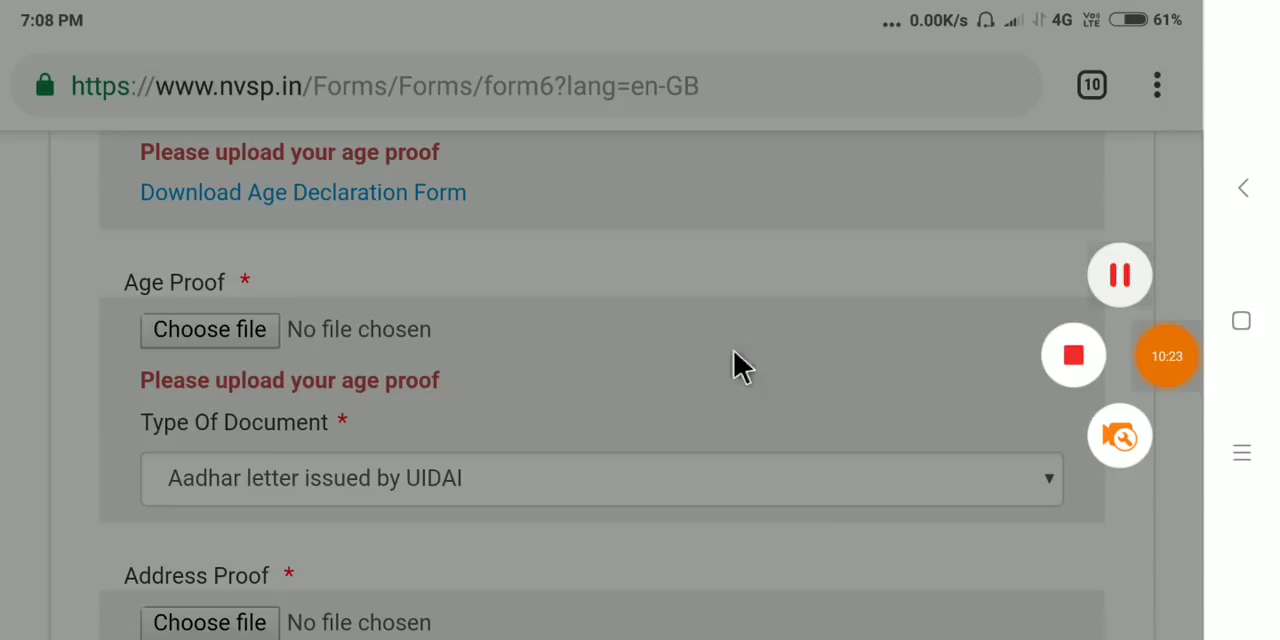 7:08 PM
... 0.00K/s 4G VoLTE 61%
https://www.nvsp.in/Forms/Forms/form6?lang=en-GB
10
Please upload your age proof
Download Age Declaration Form
Age Proof *
Choose file No file chosen
Please upload your age proof
10:23
Type Of Document *
Aadhar letter issued by UIDAI
Address Proof *
Choose file No file chosen